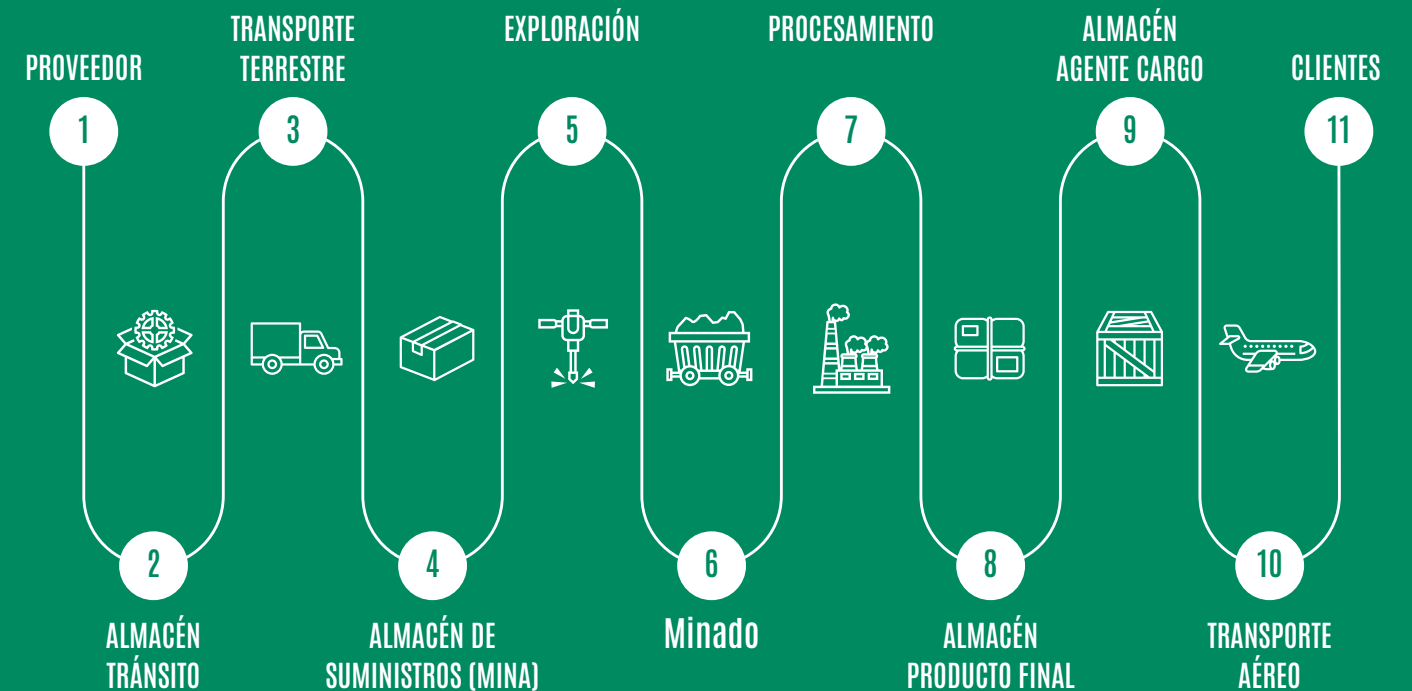 PROVEEDOR
1
2
ALMACÉN
TRÁNSITO
TRANSPORTE
TERRESTRE
3
4
ALMACÉN DE
SUMINISTROS (MINA)
EXPLORACIÓN
5
6
Minado
PROCESAMIENTO
7
8
ALMACÉN
PRODUCTO FINAL
ALMACÉN
AGENTE CARGO
9
10
TRANSPORTE
AÉREO
CLIENTES
11